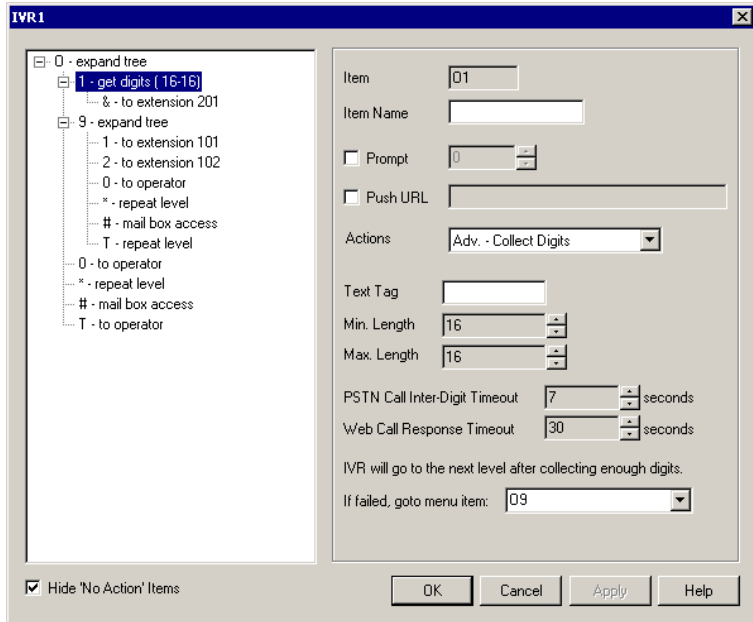 IVR1
0 - expand tree
1 - get digits ( 16-16)
& - to extension 201
9 - expand tree
1 - to extension 101
2 - to extension 102
0 - to operator
* - repeat level
# - mail box access
T - repeat level
0 - to operator
* - repeat level
# - mail box access
T - to operator
Hide 'No Action' Items
Item 01
Item Name
Prompt 0
Push URL
Actions Adv. - Collect Digits
Text Tag
Min. Length 16
Max. Length 16
PSTN Call Inter-Digit Timeout 7 seconds
Web Call Response Timeout 30 seconds
IVR will go to the next level after collecting enough digits.
If failed, goto menu item: 09
OK Cancel Apply Help